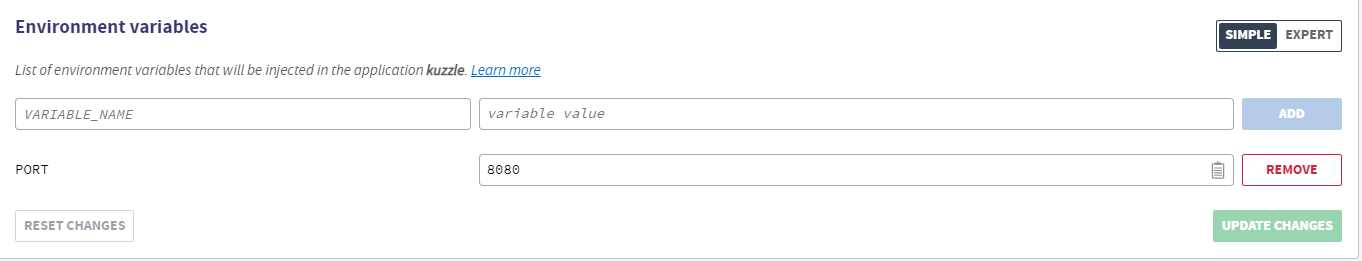 Environment variables
SIMPLE EXPERT
List of environment variables that will be injected in the application kuzzle. Learn more
VARIABLE_NAME variable value ADD
PORT 8080 REMOVE
RESET CHANGES UPDATE CHANGES